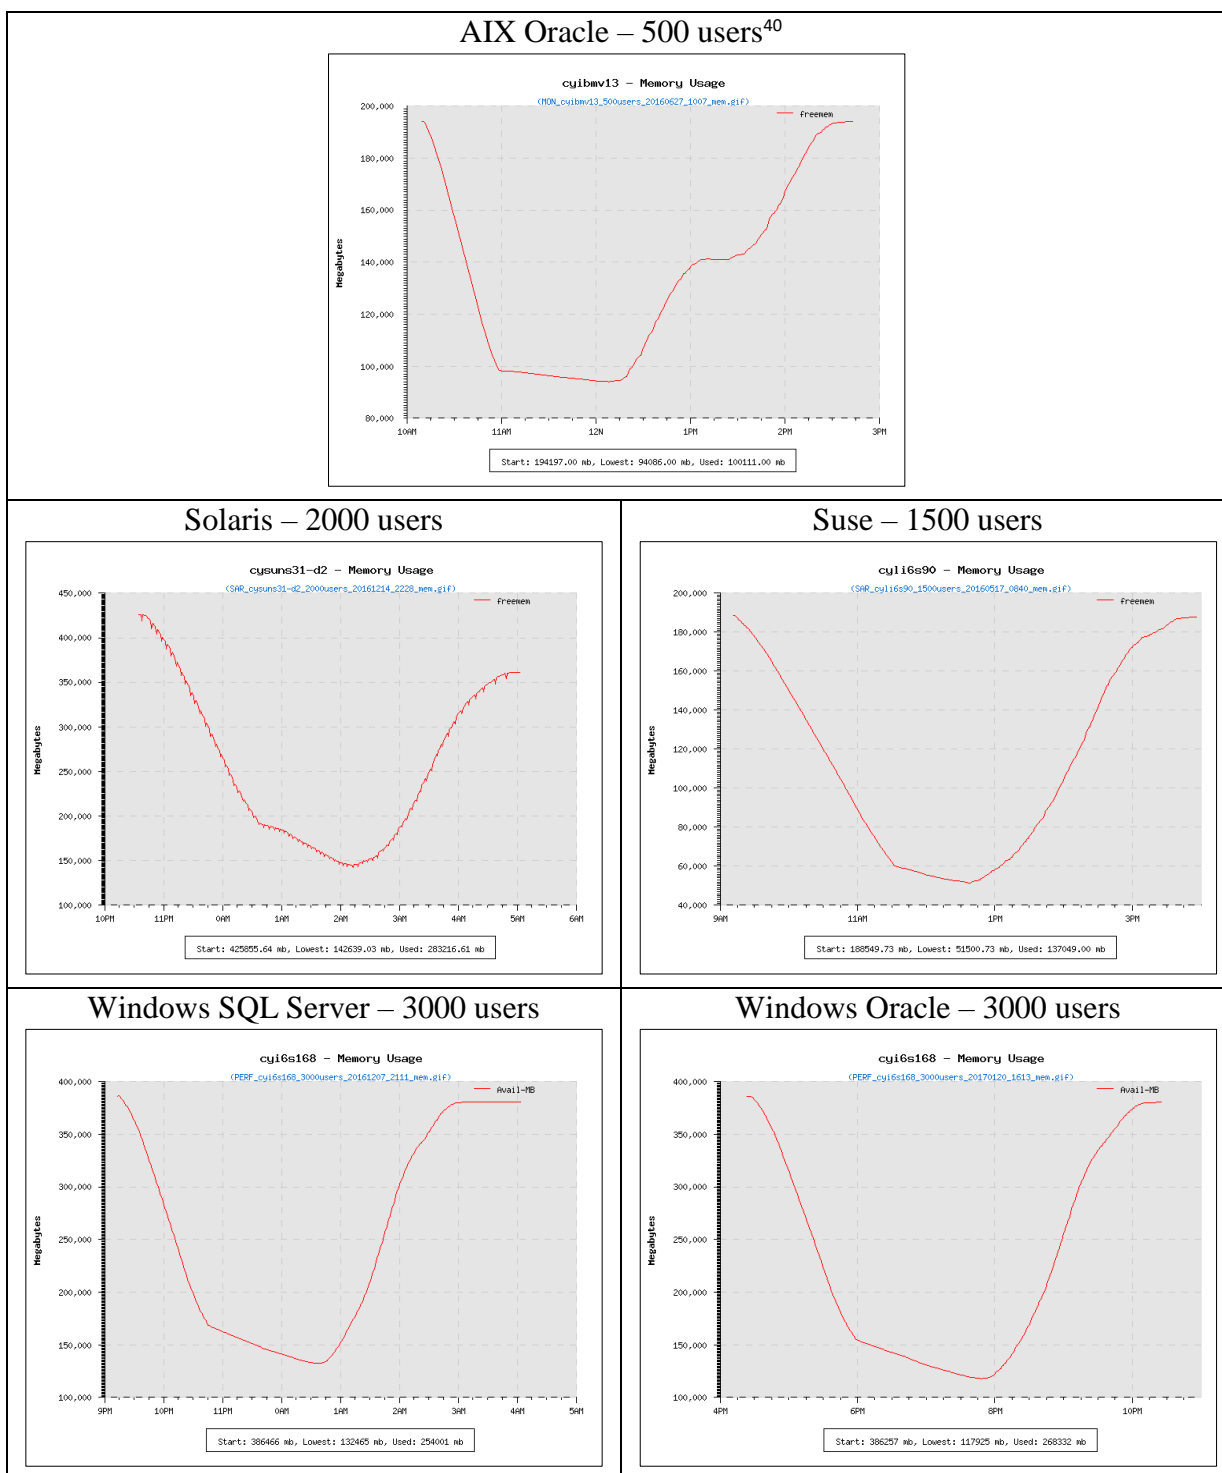 AIX Oracle – 500 users40
cyibmv13 – Memory Usage
(MON_cyibmv13_500users_20160627_1007_mem.gif)
freemem
Megabytes
200,000
180,000
160,000
140,000
120,000
100,000
80,000
10AM 11AM 12N 1PM 2PM 3PM
Start: 194197.00 mb, Lowest: 94086.00 mb, Used: 100111.00 mb
Solaris – 2000 users
cysuns31-d2 – Memory Usage
(SAR_cysuns31-d2_2000users_20161214_2228_mem.gif)
freemem
Megabytes
450,000
400,000
350,000
300,000
250,000
200,000
150,000
100,000
10PM 11PM 0AM 1AM 2AM 3AM 4AM 5AM 6AM
Start: 425855.64 mb, Lowest: 142639.03 mb, Used: 283216.61 mb
Suse – 1500 users
cyli6s90 – Memory Usage
(SAR_cyli6s90_1500users_20160517_0840_mem.gif)
freemem
Megabytes
200,000
180,000
160,000
140,000
120,000
100,000
80,000
60,000
40,000
9AM 11AM 1PM 3PM
Start: 188549.73 mb, Lowest: 51500.73 mb, Used: 137049.00 mb
Windows SQL Server – 3000 users
cyi6s168 – Memory Usage
(PERF_cyi6s168_3000users_20161207_2111_mem.gif)
Avail-MB
Megabytes
400,000
350,000
300,000
250,000
200,000
150,000
100,000
9PM 10PM 11PM 0AM 1AM 2AM 3AM 4AM 5AM
Start: 386466 mb, Lowest: 132465 mb, Used: 254001 mb
Windows Oracle – 3000 users
cyi6s168 – Memory Usage
(PERF_cyi6s168_3000users_20170120_1613_mem.gif)
Avail-MB
Megabytes
400,000
350,000
300,000
250,000
200,000
150,000
100,000
4PM 6PM 8PM 10PM
Start: 386257 mb, Lowest: 117925 mb, Used: 268332 mb